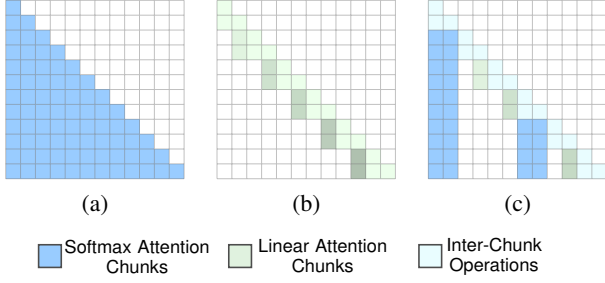 (a)
(b)
(c)
Softmax Attention
Chunks
Linear Attention
Chunks
Inter-Chunk
Operations